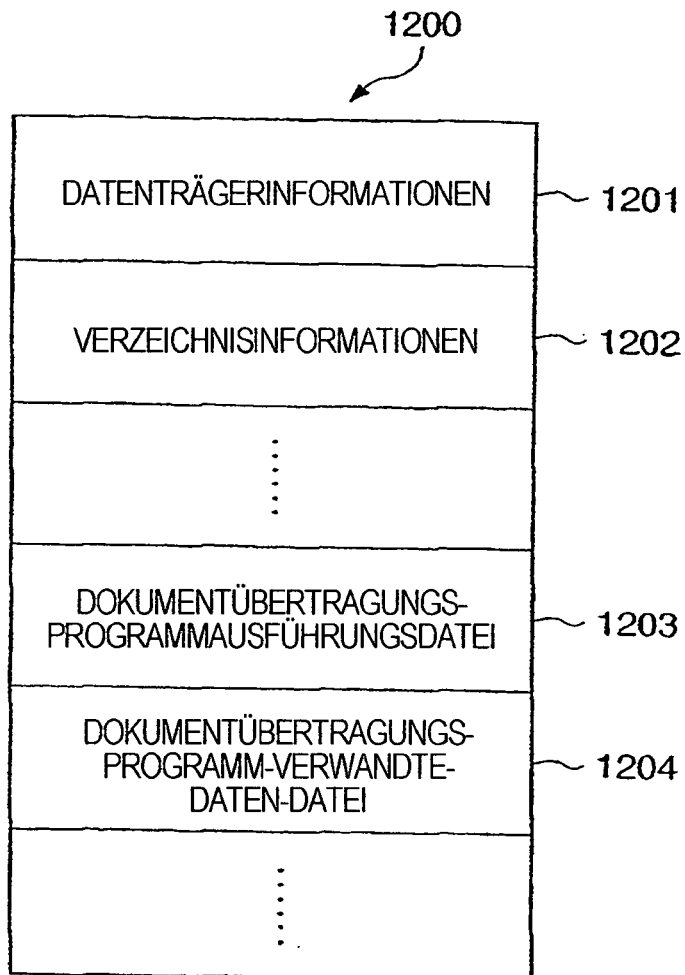 1200
DATENTRÄGERINFORMATIONEN
1201
VERZEICHNISINFORMATIONEN
1202
DOKUMENTÜBERTRAGUNGS-
PROGRAMMAUSFÜHRUNGSDATEI
1203
DOKUMENTÜBERTRAGUNGS-
PROGRAMM-VERWANDTE-
DATEN-DATEI
1204